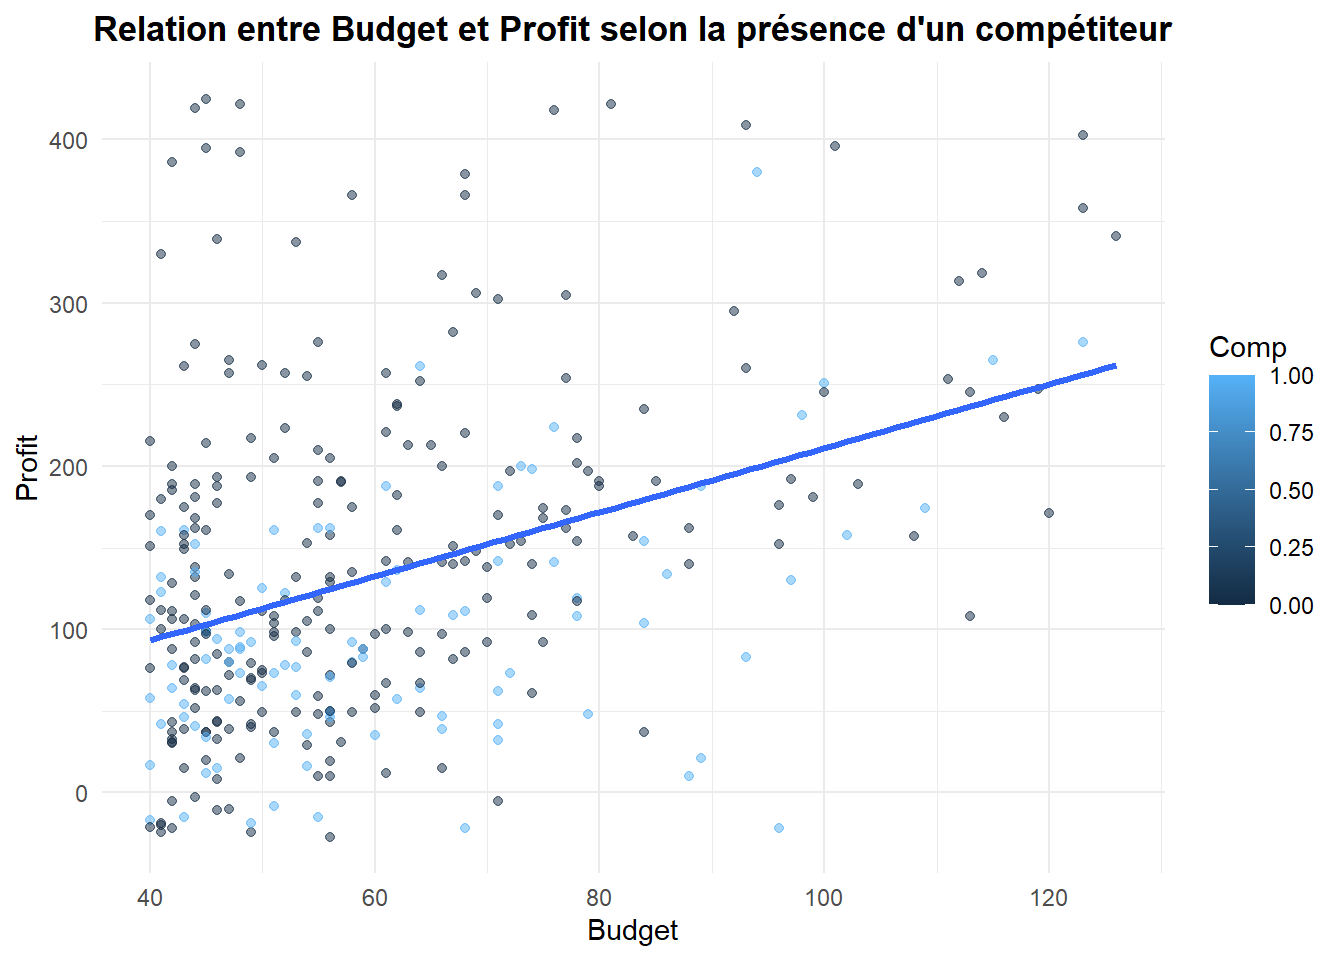 Relation entre Budget et Profit selon la présence d'un compétiteur
Profit
400
300
200
100
0
40 60 80 100 120
Budget
Comp
1.00
0.75
0.50
0.25
0.00